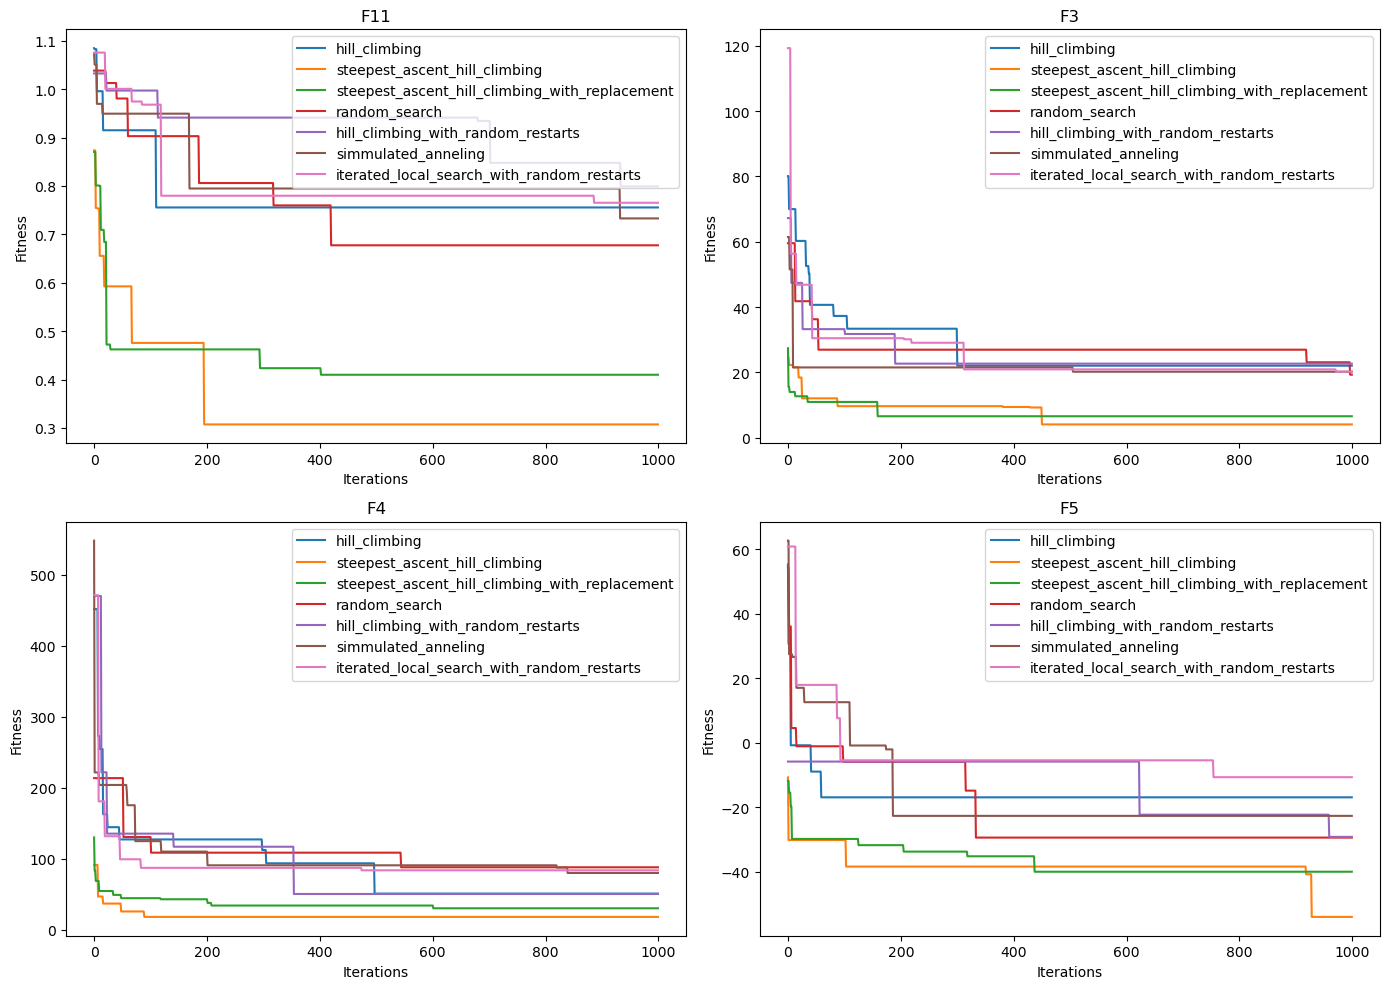 F11
1.1
1.0
0.9
0.8
0.7
0.6
0.5
0.4
0.3
Fitness
0
200
400
600
800
1000
Iterations
hill_climbing
steepest_ascent_hill_climbing
steepest_ascent_hill_climbing_with_replacement
random_search
hill_climbing_with_random_restarts
simmulated_anneling
iterated_local_search_with_random_restarts
F3
120
100
80
60
40
20
0
Fitness
0
200
400
600
800
1000
Iterations
hill_climbing
steepest_ascent_hill_climbing
steepest_ascent_hill_climbing_with_replacement
random_search
hill_climbing_with_random_restarts
simmulated_anneling
iterated_local_search_with_random_restarts
F4
500
400
300
200
100
0
Fitness
0
200
400
600
800
1000
Iterations
hill_climbing
steepest_ascent_hill_climbing
steepest_ascent_hill_climbing_with_replacement
random_search
hill_climbing_with_random_restarts
simmulated_anneling
iterated_local_search_with_random_restarts
F5
60
40
20
0
−20
−40
Fitness
0
200
400
600
800
1000
Iterations
hill_climbing
steepest_ascent_hill_climbing
steepest_ascent_hill_climbing_with_replacement
random_search
hill_climbing_with_random_restarts
simmulated_anneling
iterated_local_search_with_random_restarts